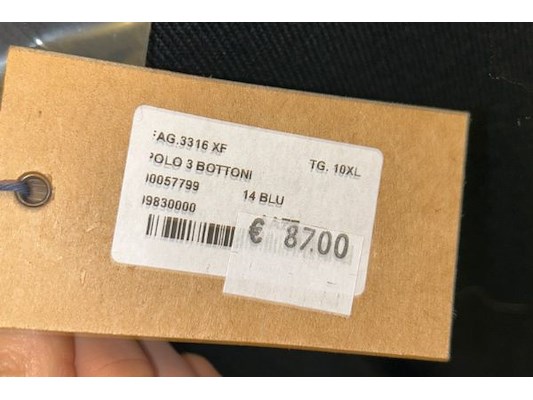 FAG.3316 XF
POLO 3 BOTTONI TG. 10XL
00057799 14 BLU
09830000
€ 87.00